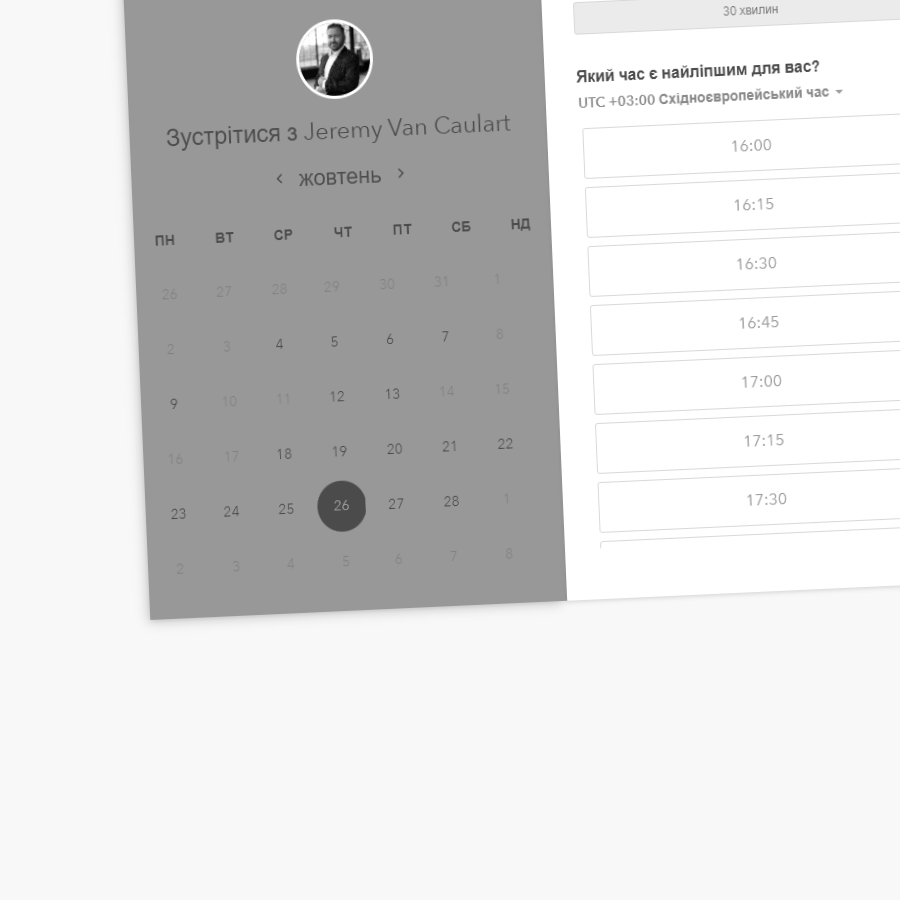 Зустрітися з Jeremy Van Caulart
‹ жовтень ›
ПН ВТ СР ЧТ ПТ СБ НД
26 27 28 29 30 31 1
2 3 4 5 6 7 8
9 10 11 12 13 14 15
16 17 18 19 20 21 22
23 24 25 26 27 28 1
2 3 4 5 6 7 8
30 хвилин
Який час є найліпшим для вас?
UTC +03:00 Східноєвропейський час
16:00
16:15
16:30
16:45
17:00
17:15
17:30